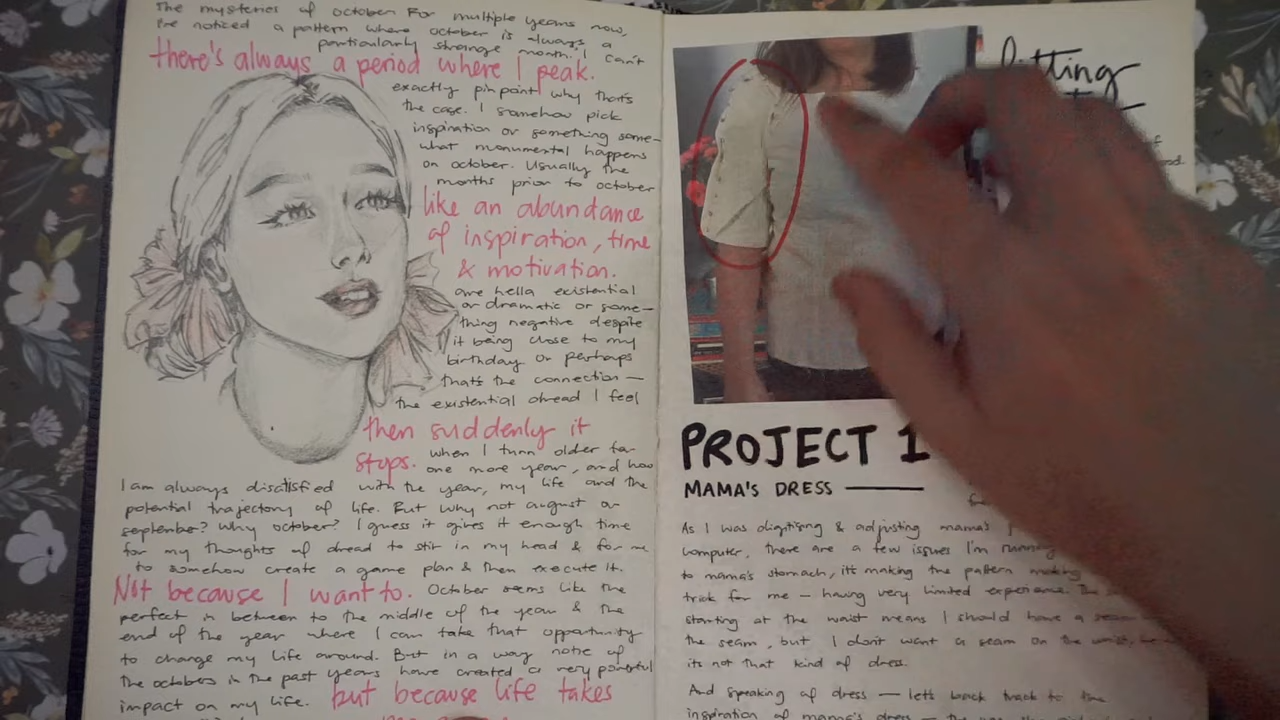 The mysteries of october For multiple years now,
I've noticed a pattern where october is always a
particularly strange month. I can't
there's always a period where I peak.
exactly pin point why that's
the case. I somehow pick
inspiration or something some-
what monumental happens
on october. Usually the
months prior to october
like an abundance
of inspiration, time
& motivation.
are hella existential
or dramatic or some-
thing negative despite
it being close to my
birthday or perhaps
that's the connection —
the existential dread I feel
then suddenly it
stops. when I turn older for
one more year, and how
I am always disatisfied with the year, my life and the
potential trajectory of life. But why not august or
september? Why october? I guess it gives it enough time
for my thoughts of dread to stir in my head & for me
to somehow create a game plan & then execute it.
Not because I want to. October seems like the
perfect in between to the middle of the year & the
end of the year where I can take that opportunity
to change my life around. But in a way none of
the octobers in the past years have created a very powerful
impact on my life. but because life takes
fitting
PROJECT 1
MAMA'S DRESS —
As I was digitising & adjusting mama's
computer, there are a few issues I'm running
to mama's stomach, it's making the pattern making
trick for me — having very limited experience. The
starting at the waist means I should have a seam
the seam, but I don't want a seam on the waist,
its not that kind of dress.
And speaking of dress — let's back track to the
inspiration of mama's dress —